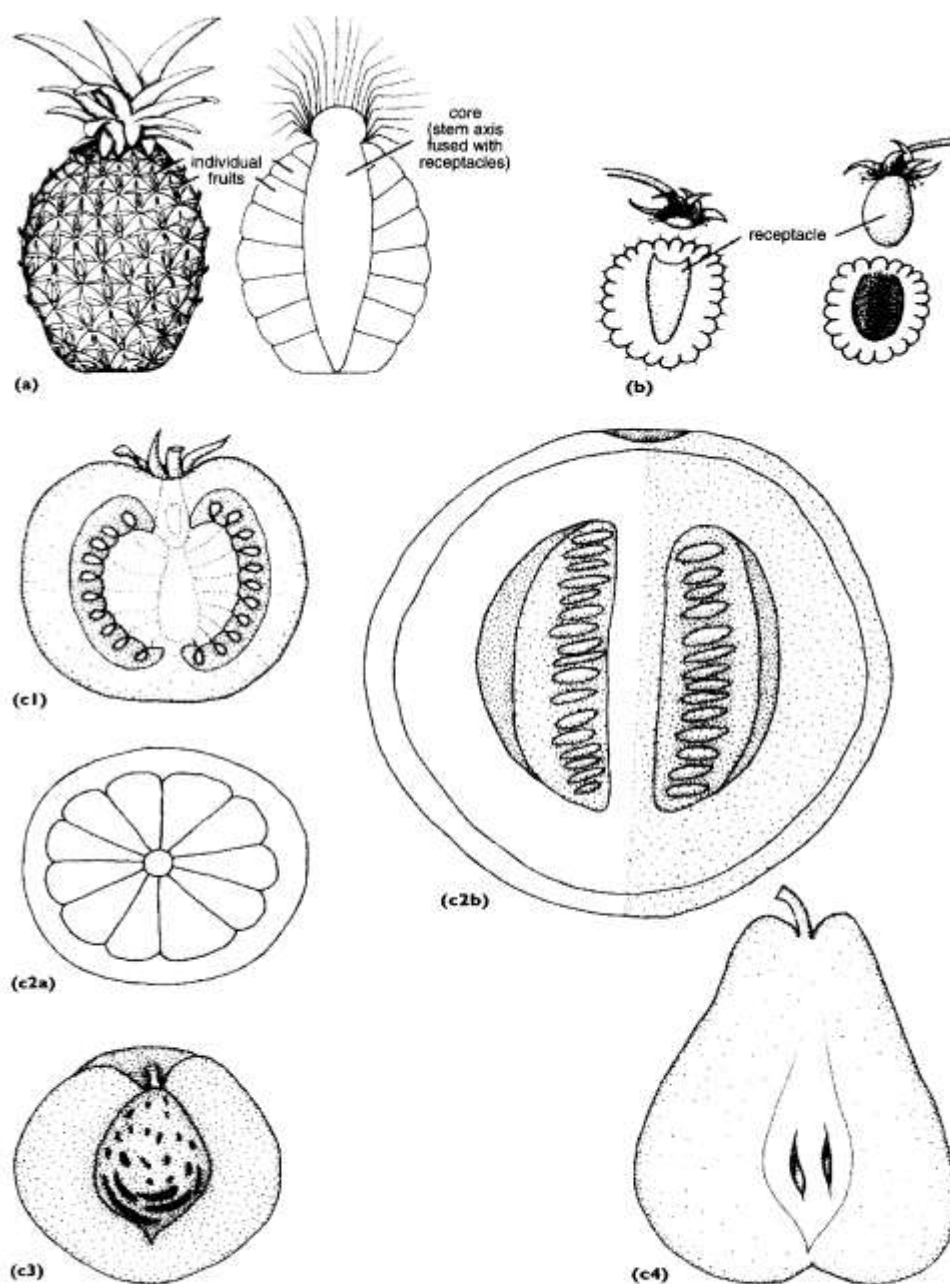 individual
fruits
core
(stem axis
fused with
receptacles)
receptacle
(a)
(b)
(c1)
(c2a)
(c2b)
(c3)
(c4)